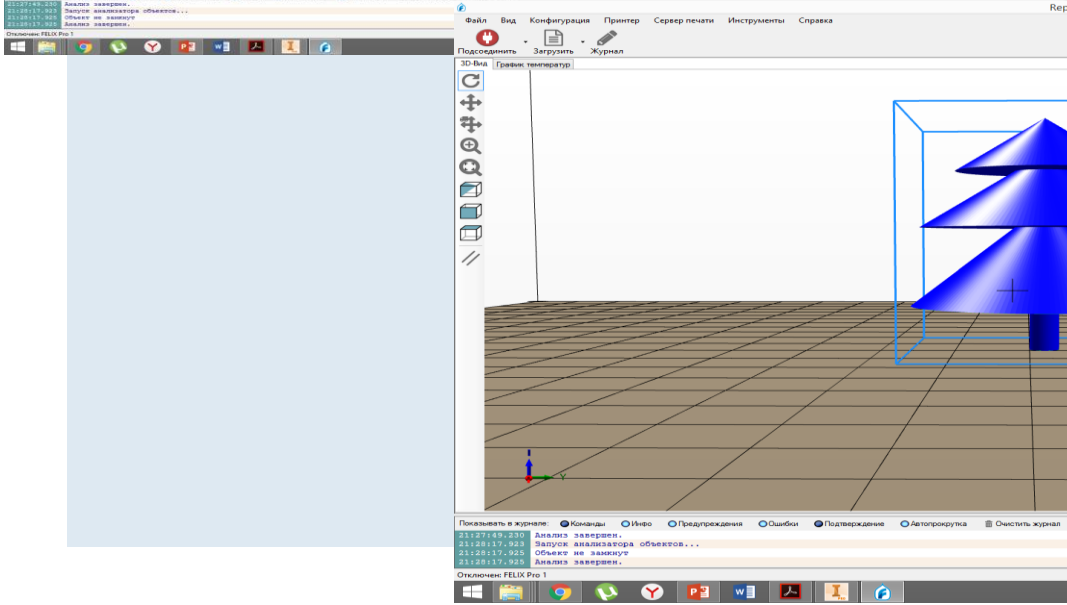 21:27:49.230 Анализ завершен.
21:28:17.923 Запуск анализатора объектов...
21:28:17.925 Объект не замкнут
21:28:17.925 Анализ завершен.
Отключен: FELIX Pro 1
Rep
Файл Вид Конфигурация Принтер Сервер печати Инструменты Справка
Подсоединить Загрузить Журнал
3D-Вид График температур
Y
Показывать в журнале: Команды Инфо Предупреждения Ошибки Подтверждение Автопрокрутка Очистить журнал
21:27:49.230 Анализ завершен.
21:28:17.923 Запуск анализатора объектов...
21:28:17.925 Объект не замкнут
21:28:17.925 Анализ завершен.
Отключен: FELIX Pro 1